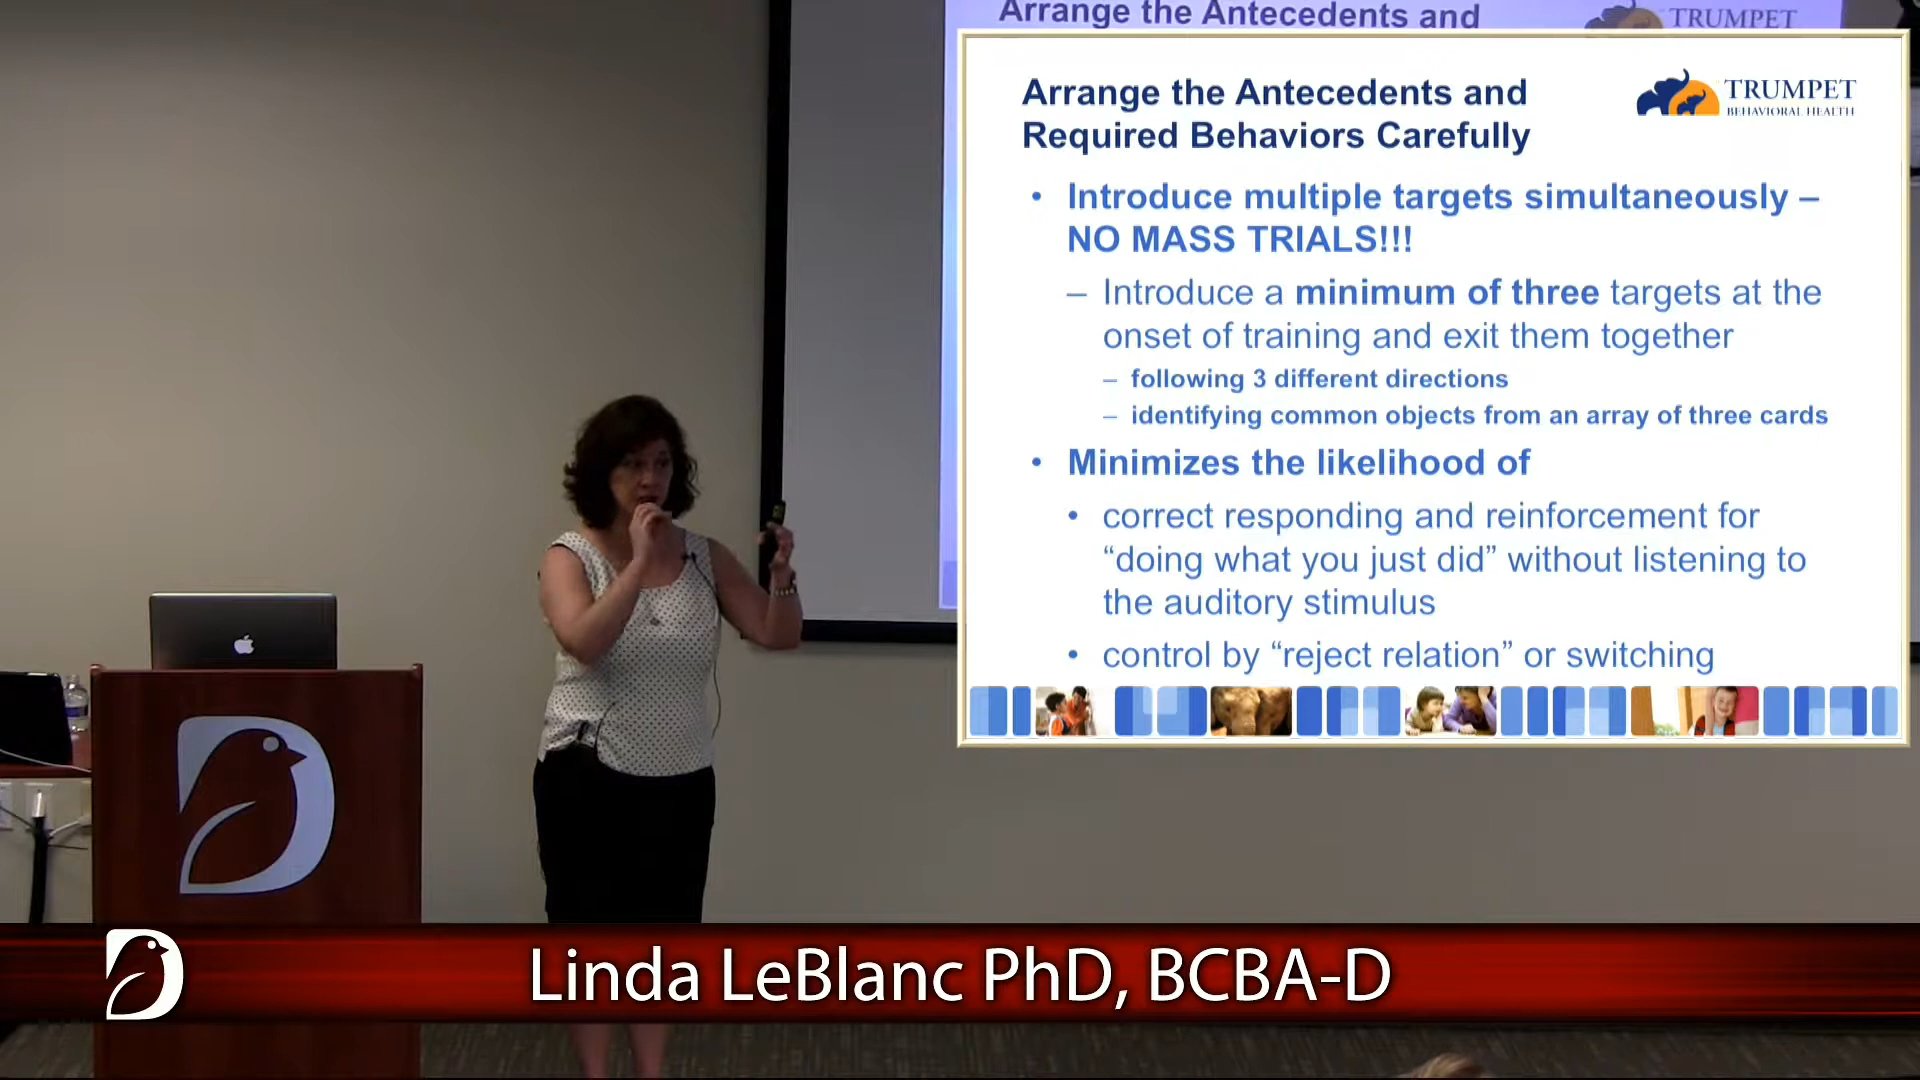 Arrange the Antecedents and
TRUMPET
Arrange the Antecedents and
Required Behaviors Carefully
TRUMPET
BEHAVIORAL HEALTH
• Introduce multiple targets simultaneously –
NO MASS TRIALS!!!
– Introduce a minimum of three targets at the
onset of training and exit them together
– following 3 different directions
– identifying common objects from an array of three cards
• Minimizes the likelihood of
• correct responding and reinforcement for
“doing what you just did” without listening to
the auditory stimulus
• control by “reject relation” or switching
Linda LeBlanc PhD, BCBA-D